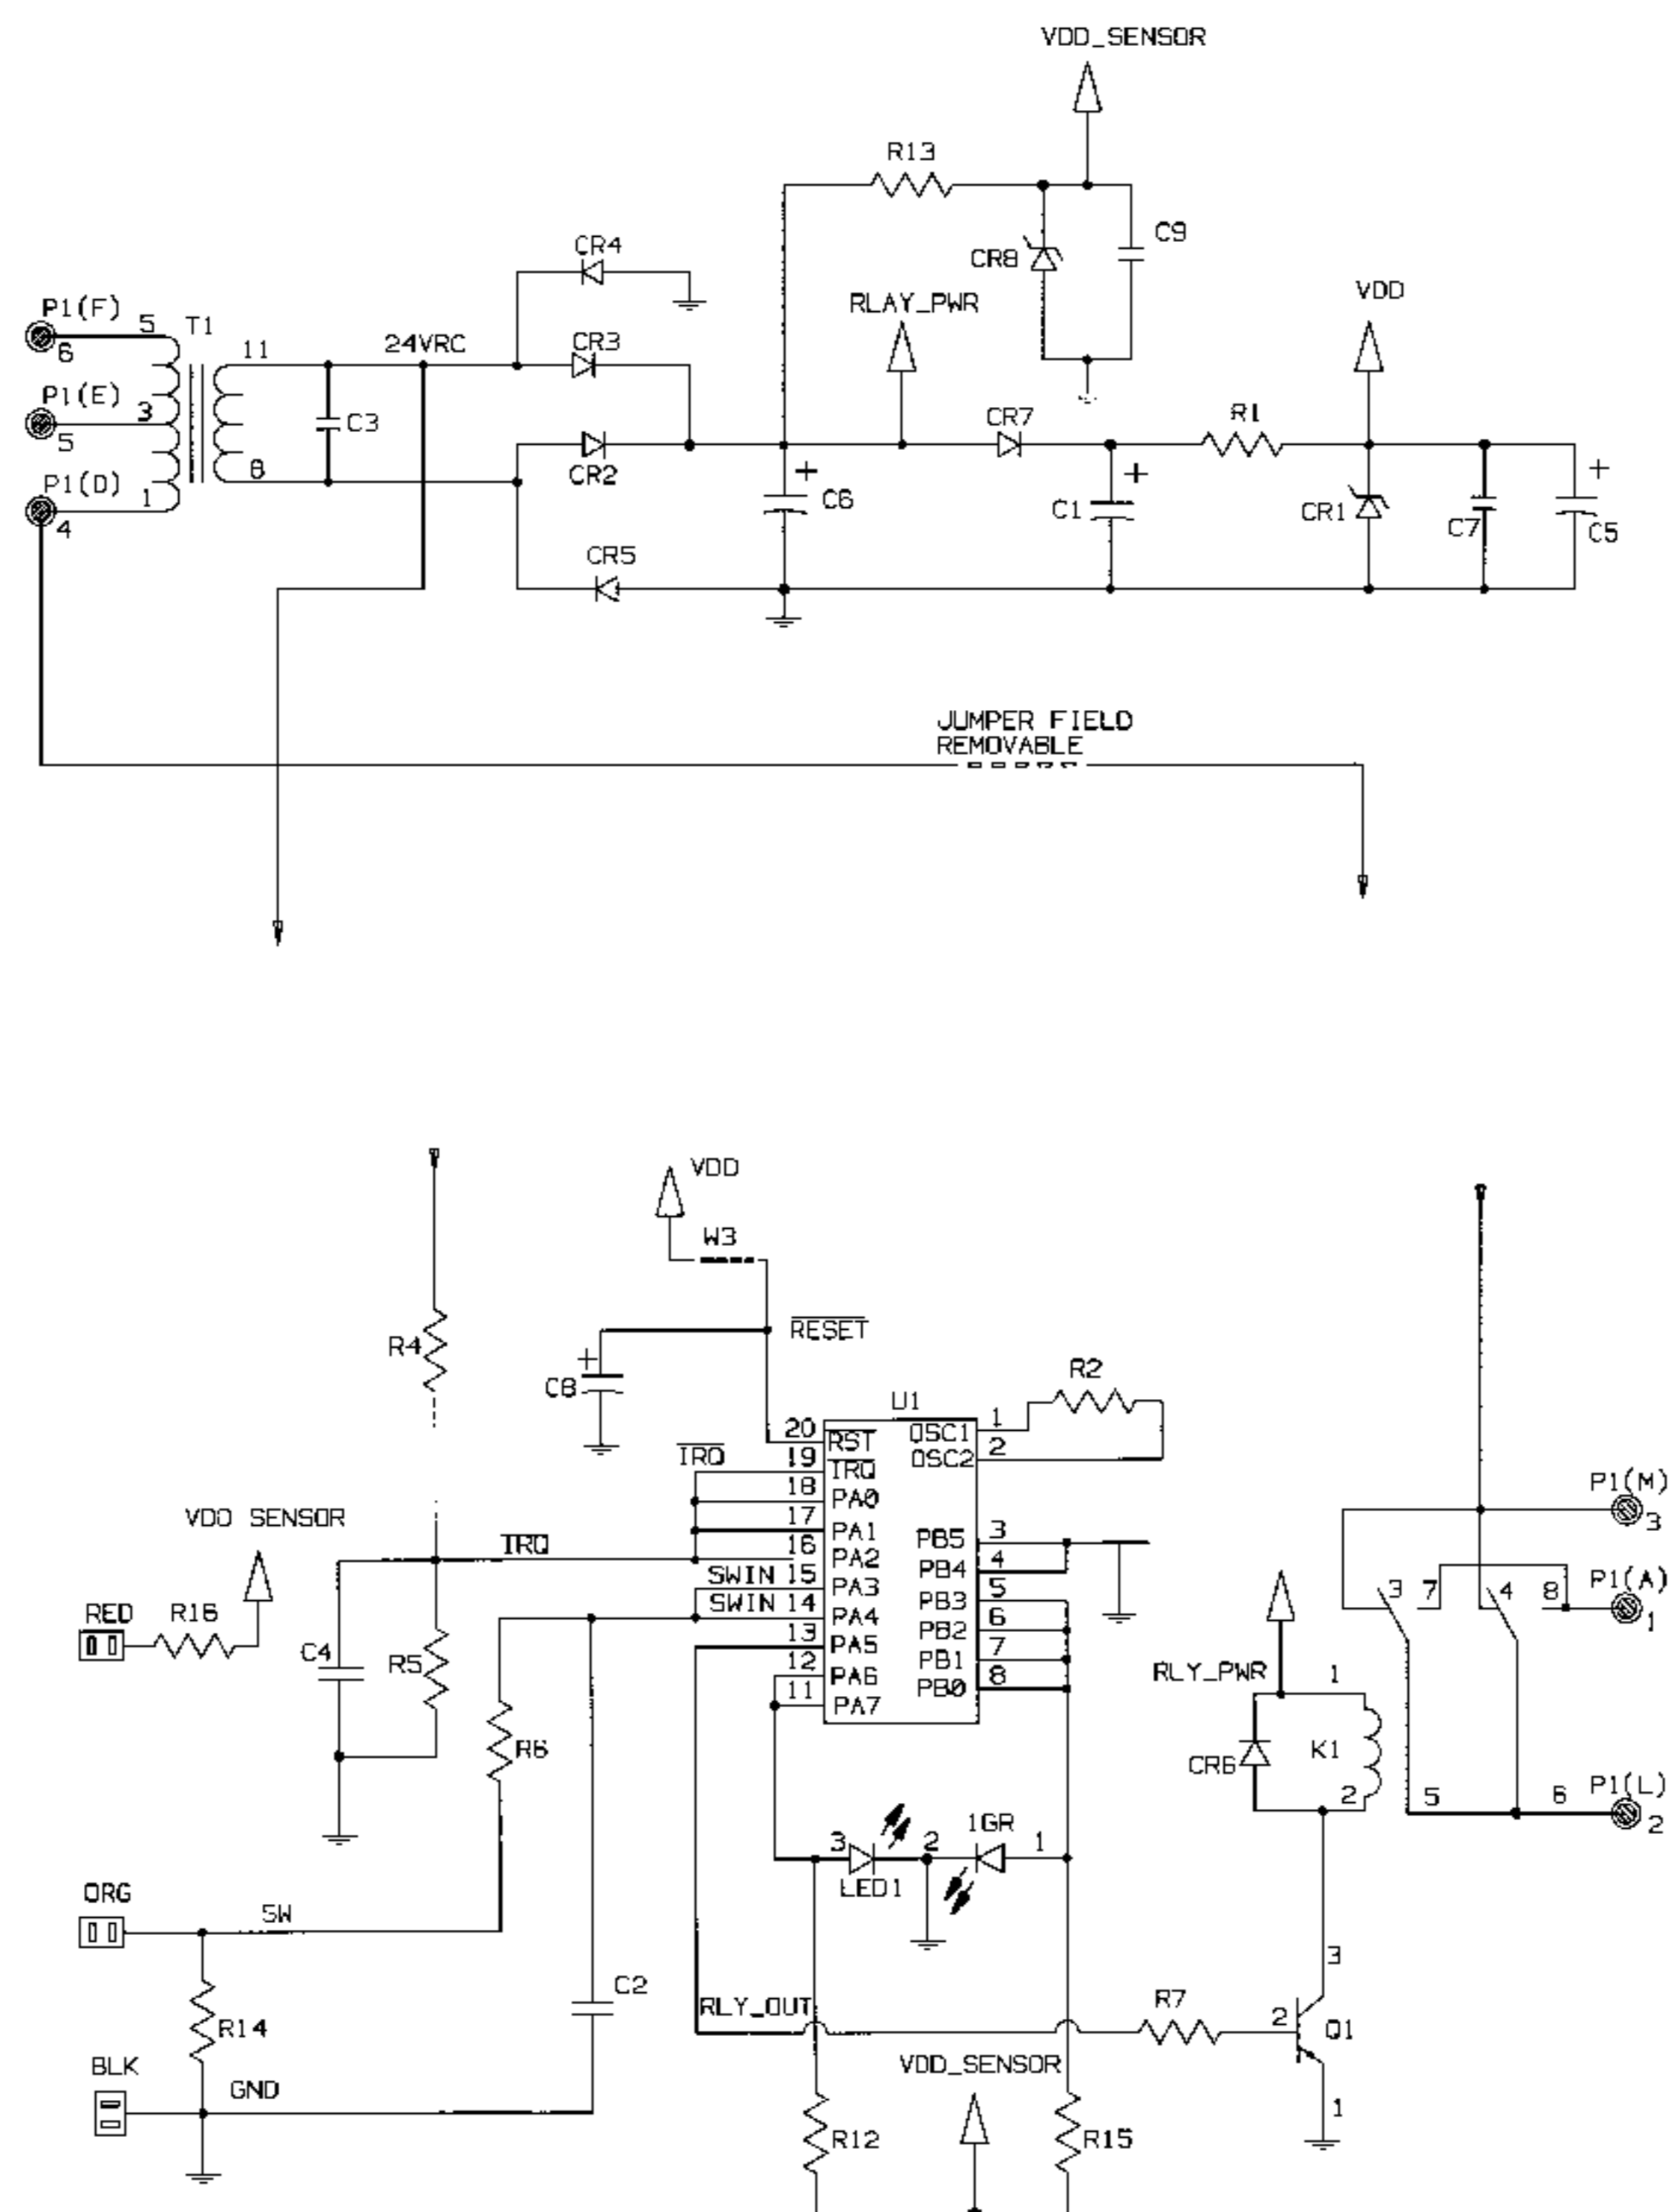 VDD_SENSOR
R13
C9
CR4
CR8
P1(F)
5
T1
6
RLAY_PWR
VDD
11
24VRC
CR3
P1(E)
3
5
C3
CR7
R1
P1(D)
8
CR2
+
+
+
1
C6
C1
CR1
C7
C5
4
CR5
JUMPER FIELD
REMOVABLE
VDD
W3
R4
RESET
+
C8
R2
U1
20
RST
OSC1
1
IRQ
19
IRQ
OSC2
2
18
PA0
P1(M)
3
VDD SENSOR
17
PA1
PB5
3
IRQ
16
PA2
PB4
4
SWIN
15
PA3
PB3
5
3
7
4
8
P1(A)
1
RED
R16
SWIN
14
PA4
PB2
6
13
PA5
PB1
7
C4
R5
12
PA6
PB0
8
RLY_PWR
1
11
PA7
R6
CR6
K1
2
5
6
P1(L)
2
3
2
1GR
1
LED1
ORG
SW
3
C2
RLY_OUT
R7
2
Q1
R14
BLK
GND
VDD_SENSOR
1
R12
R15